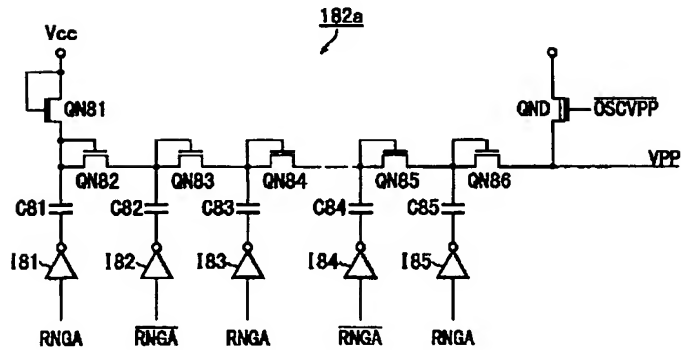 182a
Vcc
QN81
QND
OSCVPP
VPP
QN82
QN83
QN84
QN85
QN86
C81
C82
C83
C84
C85
I81
I82
I83
I84
I85
RNGA
RNGA
RNGA
RNGA
RNGA